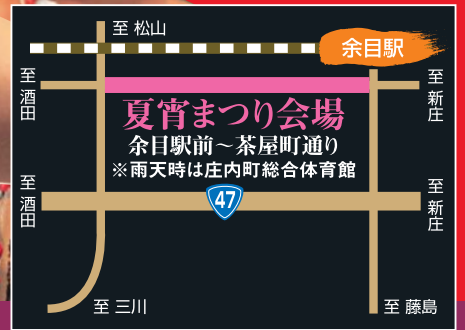 至 松山
余目駅
至 酒田
至 新庄
夏宵まつり会場
余目駅前～茶屋町通り
※雨天時は庄内町総合体育館
至 酒田
47
至 新庄
至 三川
至 藤島